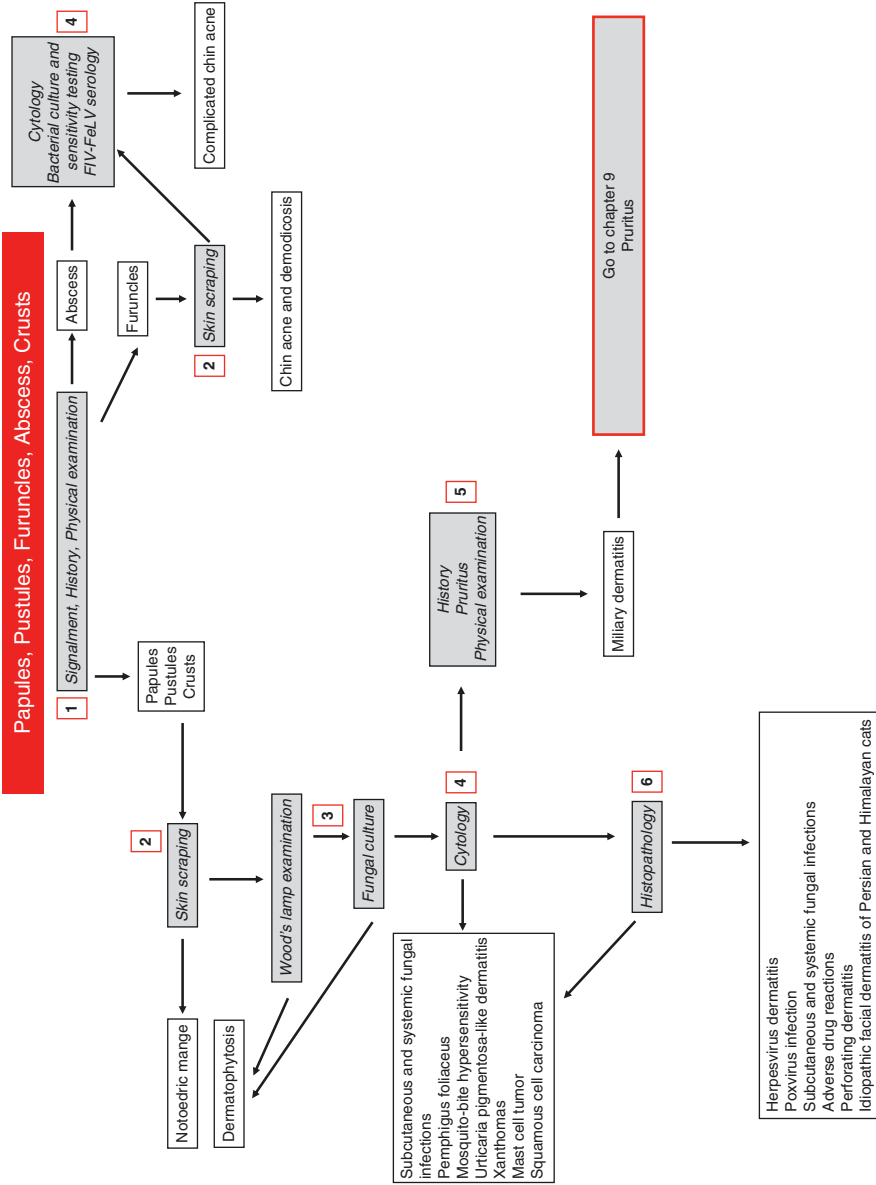 Papules, Pustules, Furuncles, Abscess, Crusts
1
Signalment, History, Physical examination
Abscess
4
Cytology
Bacterial culture and
sensitivity testing
FIV-FeLV serology
Complicated chin acne
Furuncles
2
Skin scraping
Chin acne and demodicosis
Papules
Pustules
Crusts
2
Skin scraping
Notoedric mange
Wood's lamp examination
Dermatophytosis
3
Fungal culture
4
Cytology
Subcutaneous and systemic fungal
infections
Pemphigus foliaceus
Mosquito-bite hypersensitivity
Urticaria pigmentosa-like dermatitis
Xanthomas
Mast cell tumor
Squamous cell carcinoma
5
History
Pruritus
Physical examination
Miliary dermatitis
Go to chapter 9
Pruritus
6
Histopathology
Herpesvirus dermatitis
Poxvirus infection
Subcutaneous and systemic fungal infections
Adverse drug reactions
Perforating dermatitis
Idiopathic facial dermatitis of Persian and Himalayan cats